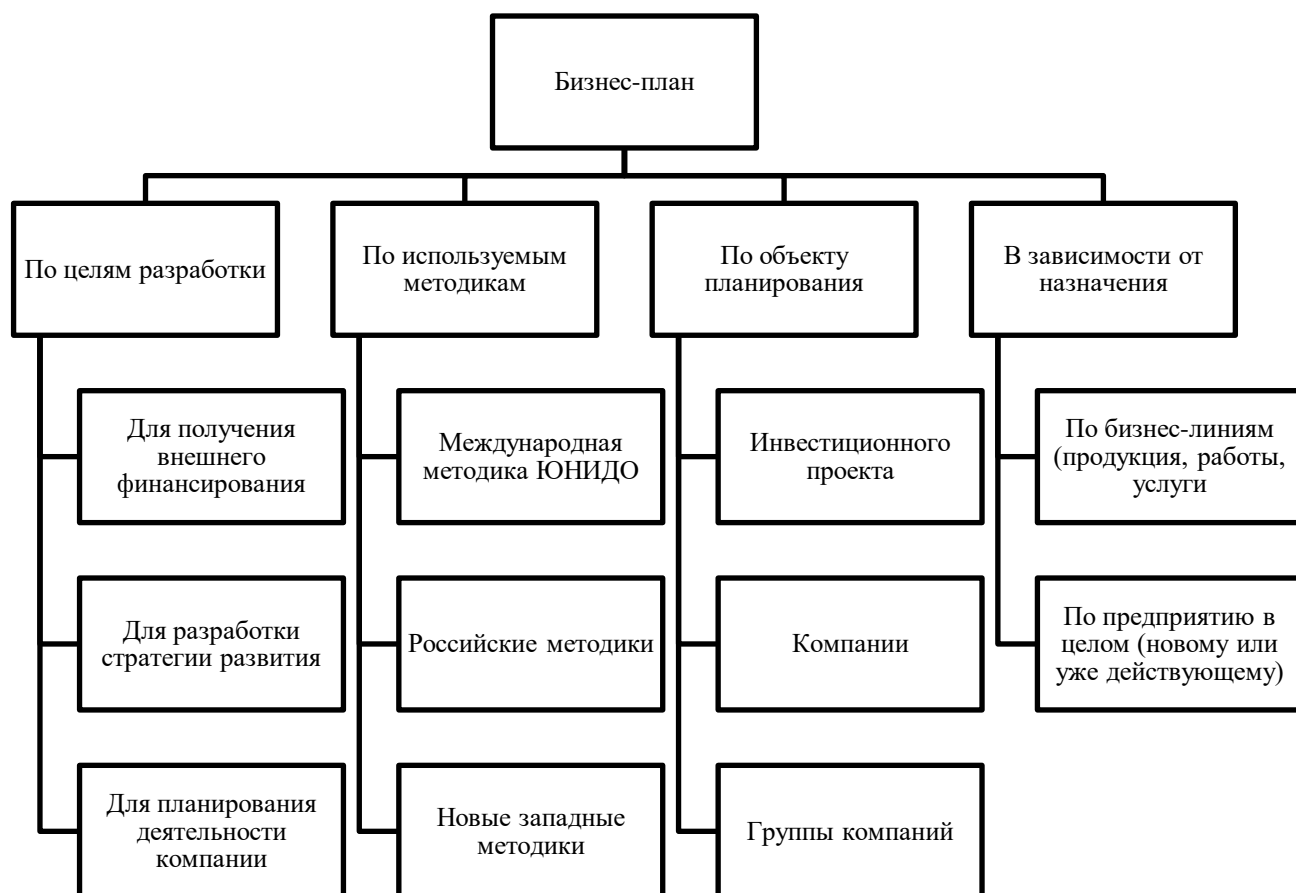 Бизнес-план
По целям разработки
По используемым
методикам
По объекту
планирования
В зависимости от
назначения
Для получения
внешнего
финансирования
Для разработки
стратегии развития
Для планирования
деятельности
компании
Международная
методика ЮНИДО
Российские методики
Новые западные
методики
Инвестиционного
проекта
Компании
Группы компаний
По бизнес-линиям
(продукция, работы,
услуги
По предприятию в
целом (новому или
уже действующему)